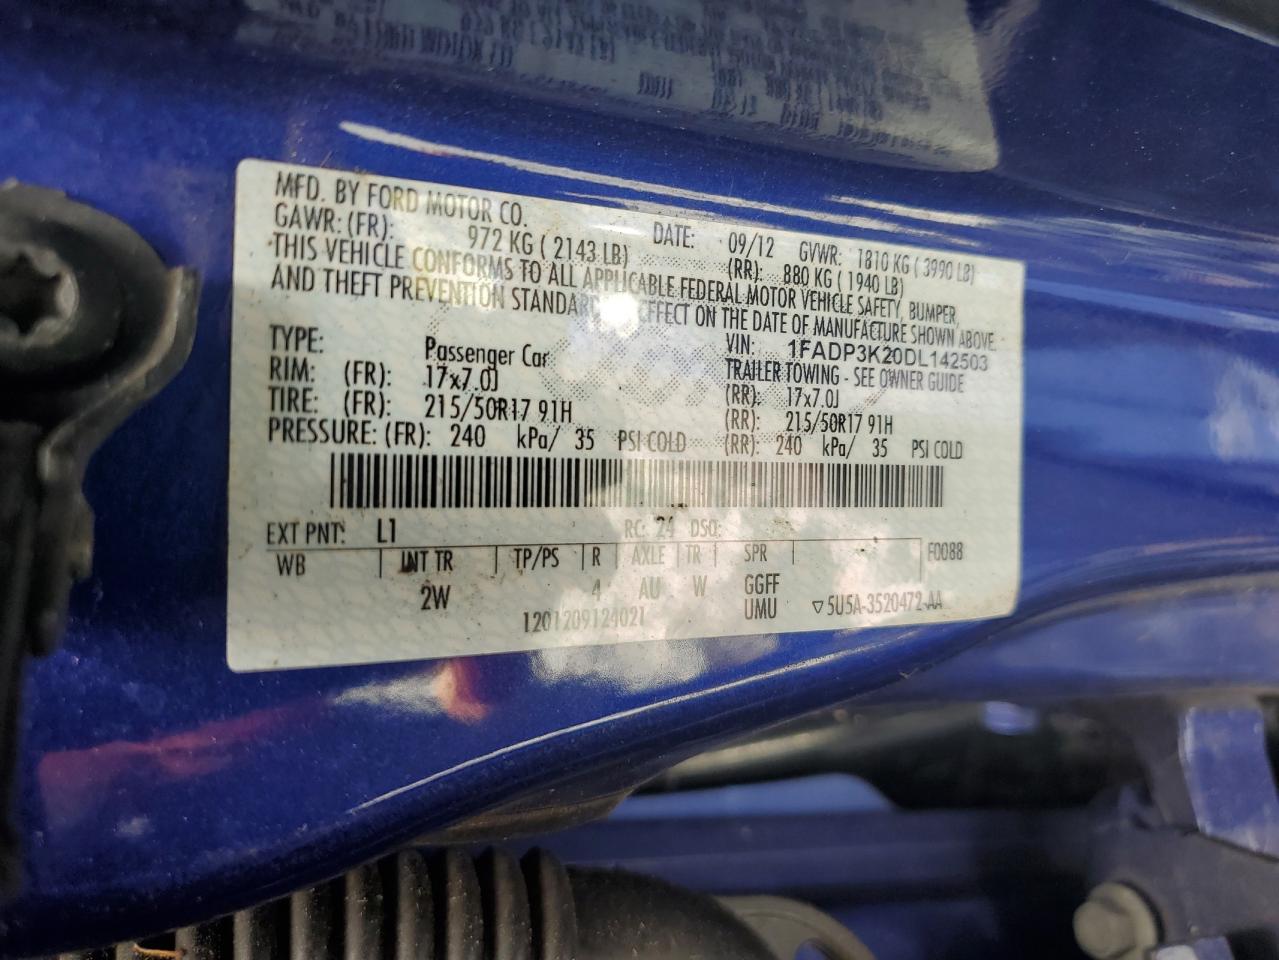 MFD. BY FORD MOTOR CO.
DATE: 09/12 GVWR: 1810 KG ( 3990 LB)
GAWR: (FR): 972 KG ( 2143 LB) (RR): 880 KG ( 1940 LB)
THIS VEHICLE CONFORMS TO ALL APPLICABLE FEDERAL MOTOR VEHICLE SAFETY, BUMPER,
AND THEFT PREVENTION STANDARDS EFFECT ON THE DATE OF MANUFACTURE SHOWN ABOVE.
VIN: 1FADP3K20DL142503
TYPE: Passenger Car TRAILER TOWING - SEE OWNER GUIDE
RIM: (FR): 17x7.0J (RR): 17x7.0J
TIRE: (FR): 215/50R17 91H (RR): 215/50R17 91H
PRESSURE: (FR): 240 kPa/ 35 PSI COLD (RR): 240 kPa/ 35 PSI COLD
EXT PNT: L1 RC: 24 DSO: F0088
WB INT TR TP/PS R AXLE TR SPR
2W 4 AU W GGFF
1201209124021 UMU ▽5U5A-3520472-AA